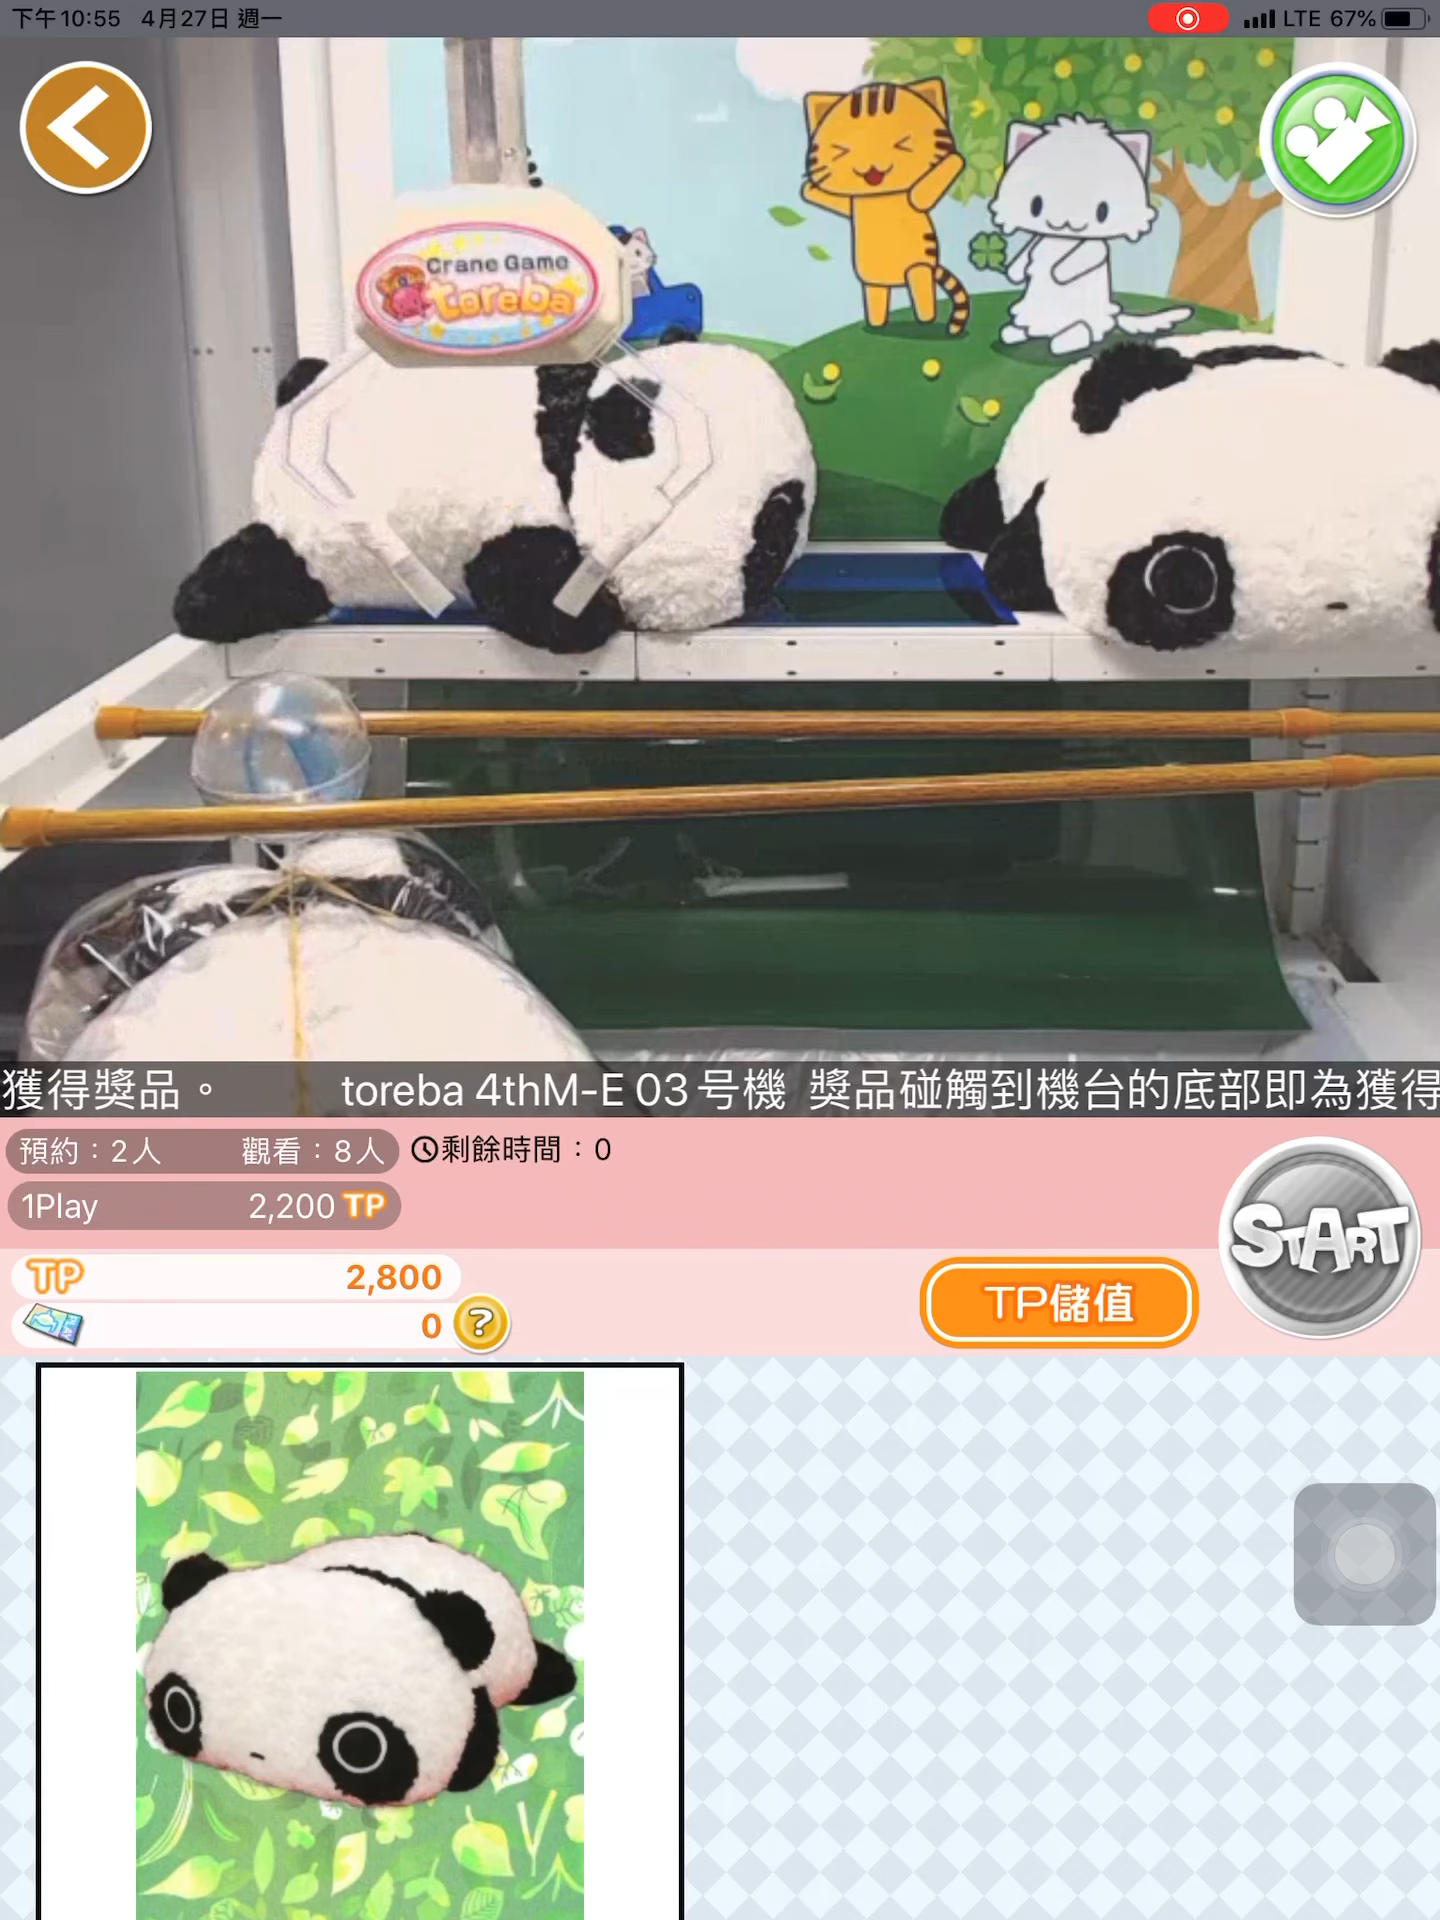 下午10:55 4月27日 週一
LTE 67%
Crane Game
toreba
獲得獎品。 toreba 4thM-E 03号機 獎品碰觸到機台的底部即為獲得
預約：2人 觀看：8人 剩餘時間：0
1Play 2,200 TP
START
TP 2,800
TP儲值
0 ?